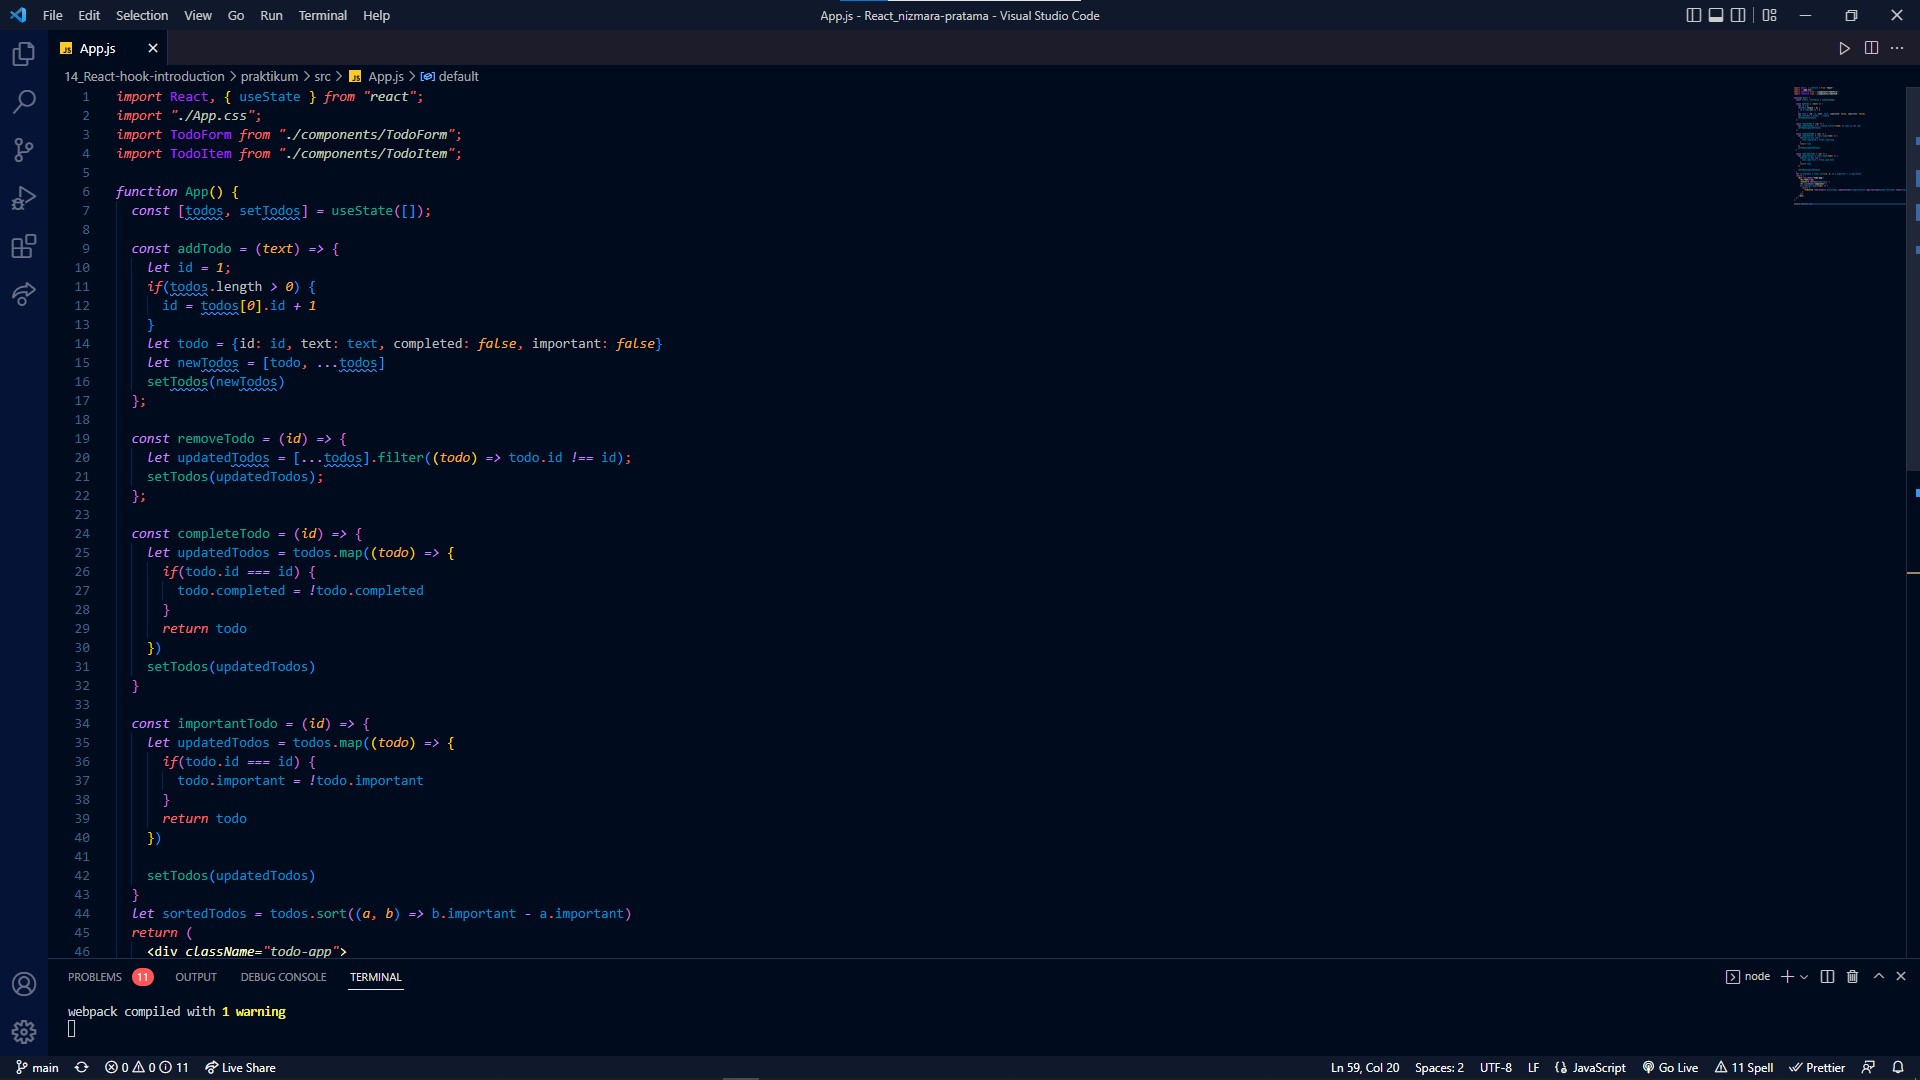 File Edit Selection View Go Run Terminal Help
App.js - React_nizmara-pratama - Visual Studio Code
JS App.js
14_React-hook-introduction > praktikum > src > JS App.js > default
1 import React, { useState } from "react";
2 import "./App.css";
3 import TodoForm from "./components/TodoForm";
4 import TodoItem from "./components/TodoItem";
5
6 function App() {
7 const [todos, setTodos] = useState([]);
8
9 const addTodo = (text) => {
10 let id = 1;
11 if(todos.length > 0) {
12 id = todos[0].id + 1
13 }
14 let todo = {id: id, text: text, completed: false, important: false}
15 let newTodos = [todo, ...todos]
16 setTodos(newTodos)
17 };
18
19 const removeTodo = (id) => {
20 let updatedTodos = [...todos].filter((todo) => todo.id !== id);
21 setTodos(updatedTodos);
22 };
23
24 const completeTodo = (id) => {
25 let updatedTodos = todos.map((todo) => {
26 if(todo.id === id) {
27 todo.completed = !todo.completed
28 }
29 return todo
30 })
31 setTodos(updatedTodos)
32 }
33
34 const importantTodo = (id) => {
35 let updatedTodos = todos.map((todo) => {
36 if(todo.id === id) {
37 todo.important = !todo.important
38 }
39 return todo
40 })
41
42 setTodos(updatedTodos)
43 }
44 let sortedTodos = todos.sort((a, b) => b.important - a.important)
45 return (
46 <div className="todo-app">
PROBLEMS 11 OUTPUT DEBUG CONSOLE TERMINAL
node
webpack compiled with 1 warning
main 0 0 11 Live Share
Ln 59, Col 20 Spaces: 2 UTF-8 LF {} JavaScript Go Live 11 Spell Prettier